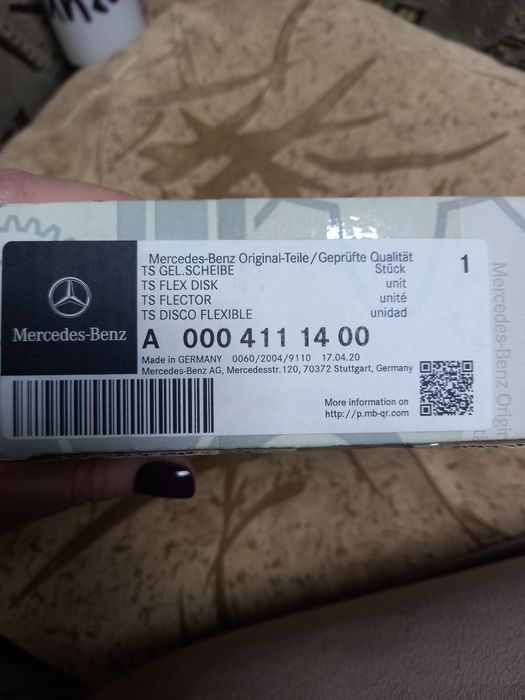 Mercedes-Benz Original-Teile/Geprüfte Qualität
TS GEL.SCHEIBE Stück 1
TS FLEX DISK unit
TS FLECTOR unité
TS DISCO FLEXIBLE unidad
Mercedes-Benz
A 000 411 14 00
Made in GERMANY 0060/2004/9110 17.04.20
Mercedes-Benz AG, Mercedesstr.120, 70372 Stuttgart, Germany
More information on
http://p.mb-qr.com
Mercedes-Benz